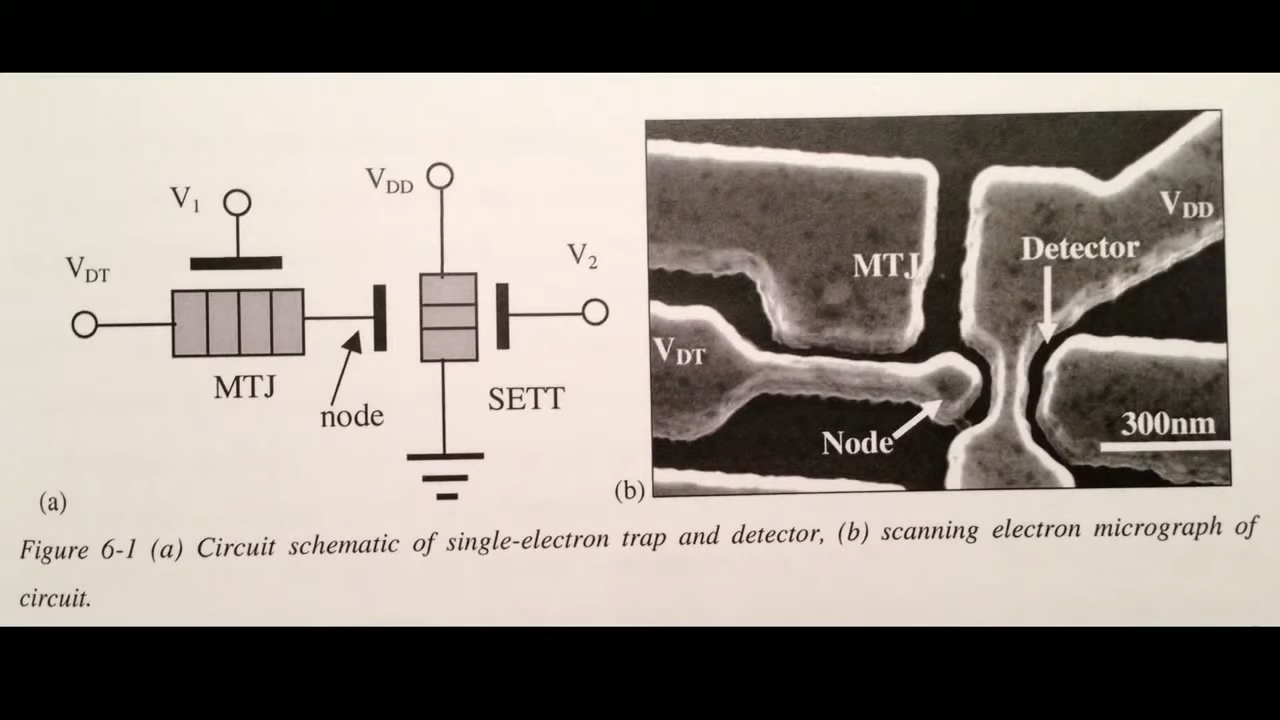 V1
VDD
V2
VDT
MTJ
node
SETT
(a)
VDD
Detector
MTJ
VDT
Node
300nm
(b)
Figure 6-1 (a) Circuit schematic of single-electron trap and detector, (b) scanning electron micrograph of
circuit.